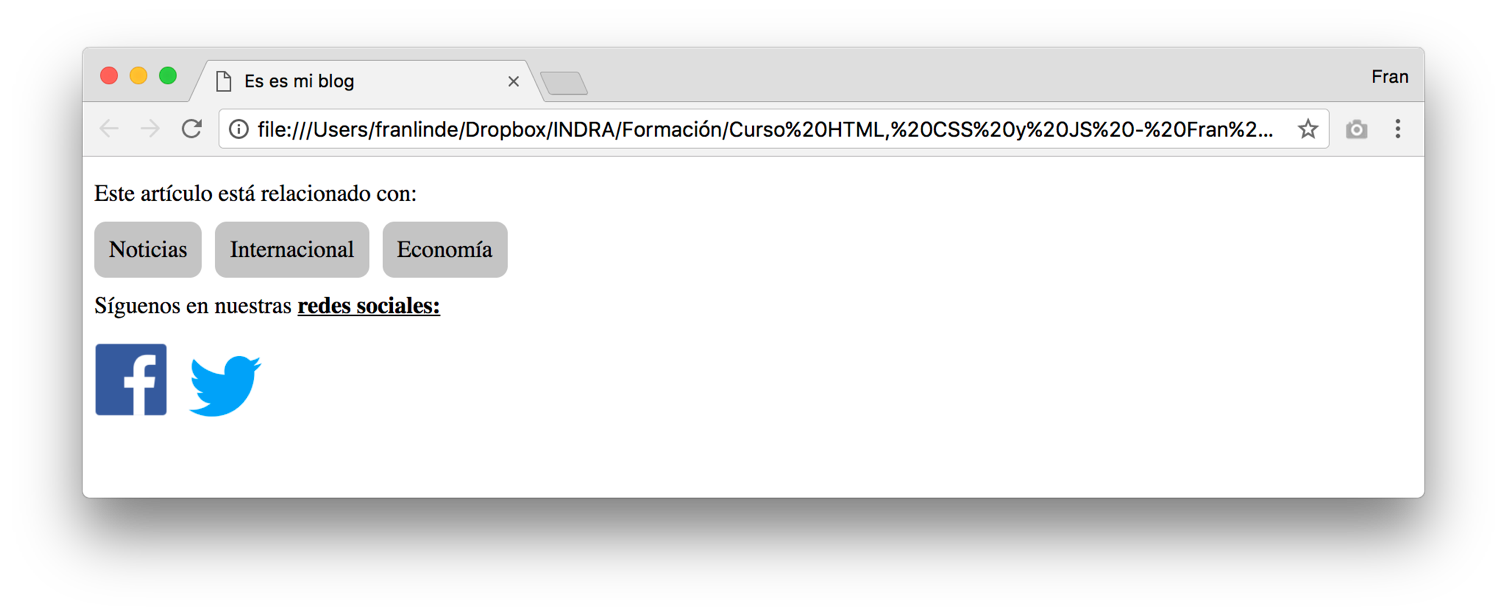 Es es mi blog
Fran
file:///Users/franlinde/Dropbox/INDRA/Formación/Curso%20HTML,%20CSS%20y%20JS%20-%20Fran%2...
Este artículo está relacionado con:
Noticias Internacional Economía
Síguenos en nuestras redes sociales: